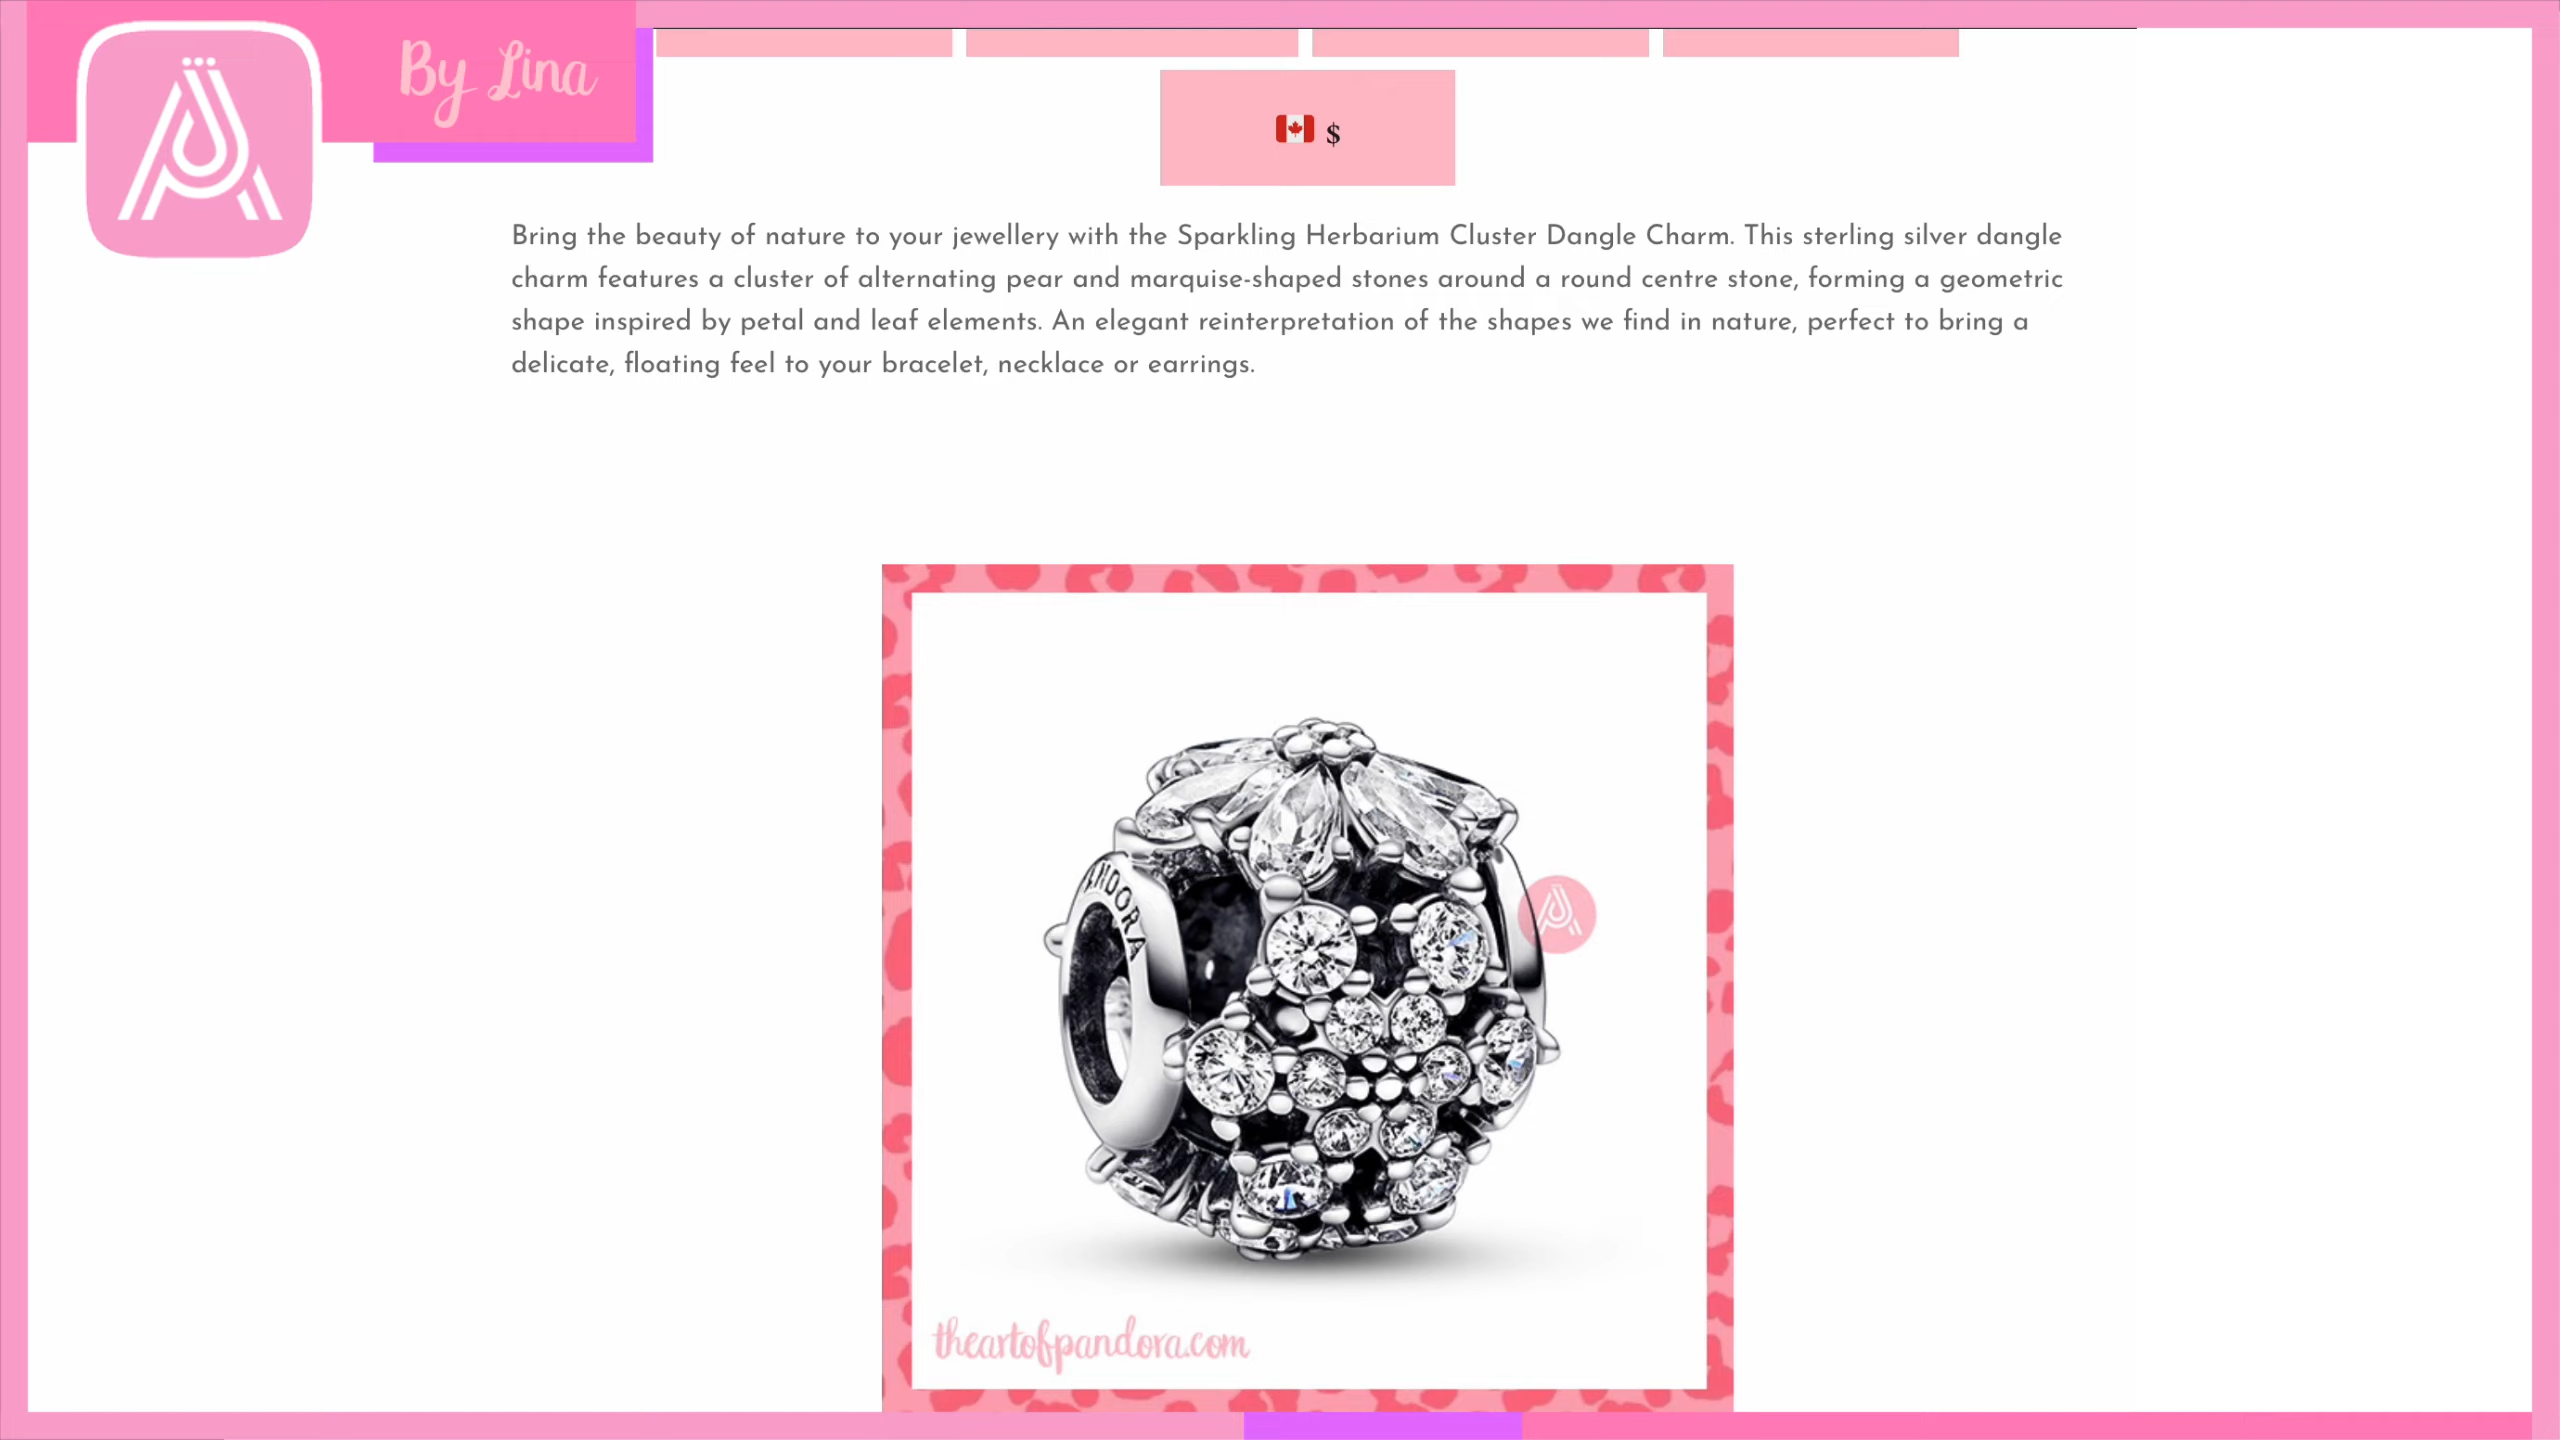 By Lina
$
Bring the beauty of nature to your jewellery with the Sparkling Herbarium Cluster Dangle Charm. This sterling silver dangle
charm features a cluster of alternating pear and marquise-shaped stones around a round centre stone, forming a geometric
shape inspired by petal and leaf elements. An elegant reinterpretation of the shapes we find in nature, perfect to bring a
delicate, floating feel to your bracelet, necklace or earrings.
PANDORA
theartofpandora.com